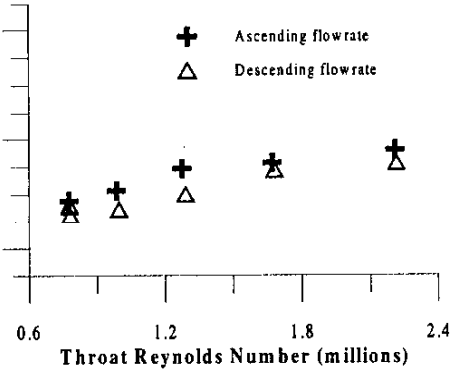 Ascending flowrate
Descending flowrate
0.6 1.2 1.8 2.4
Throat Reynolds Number (millions)